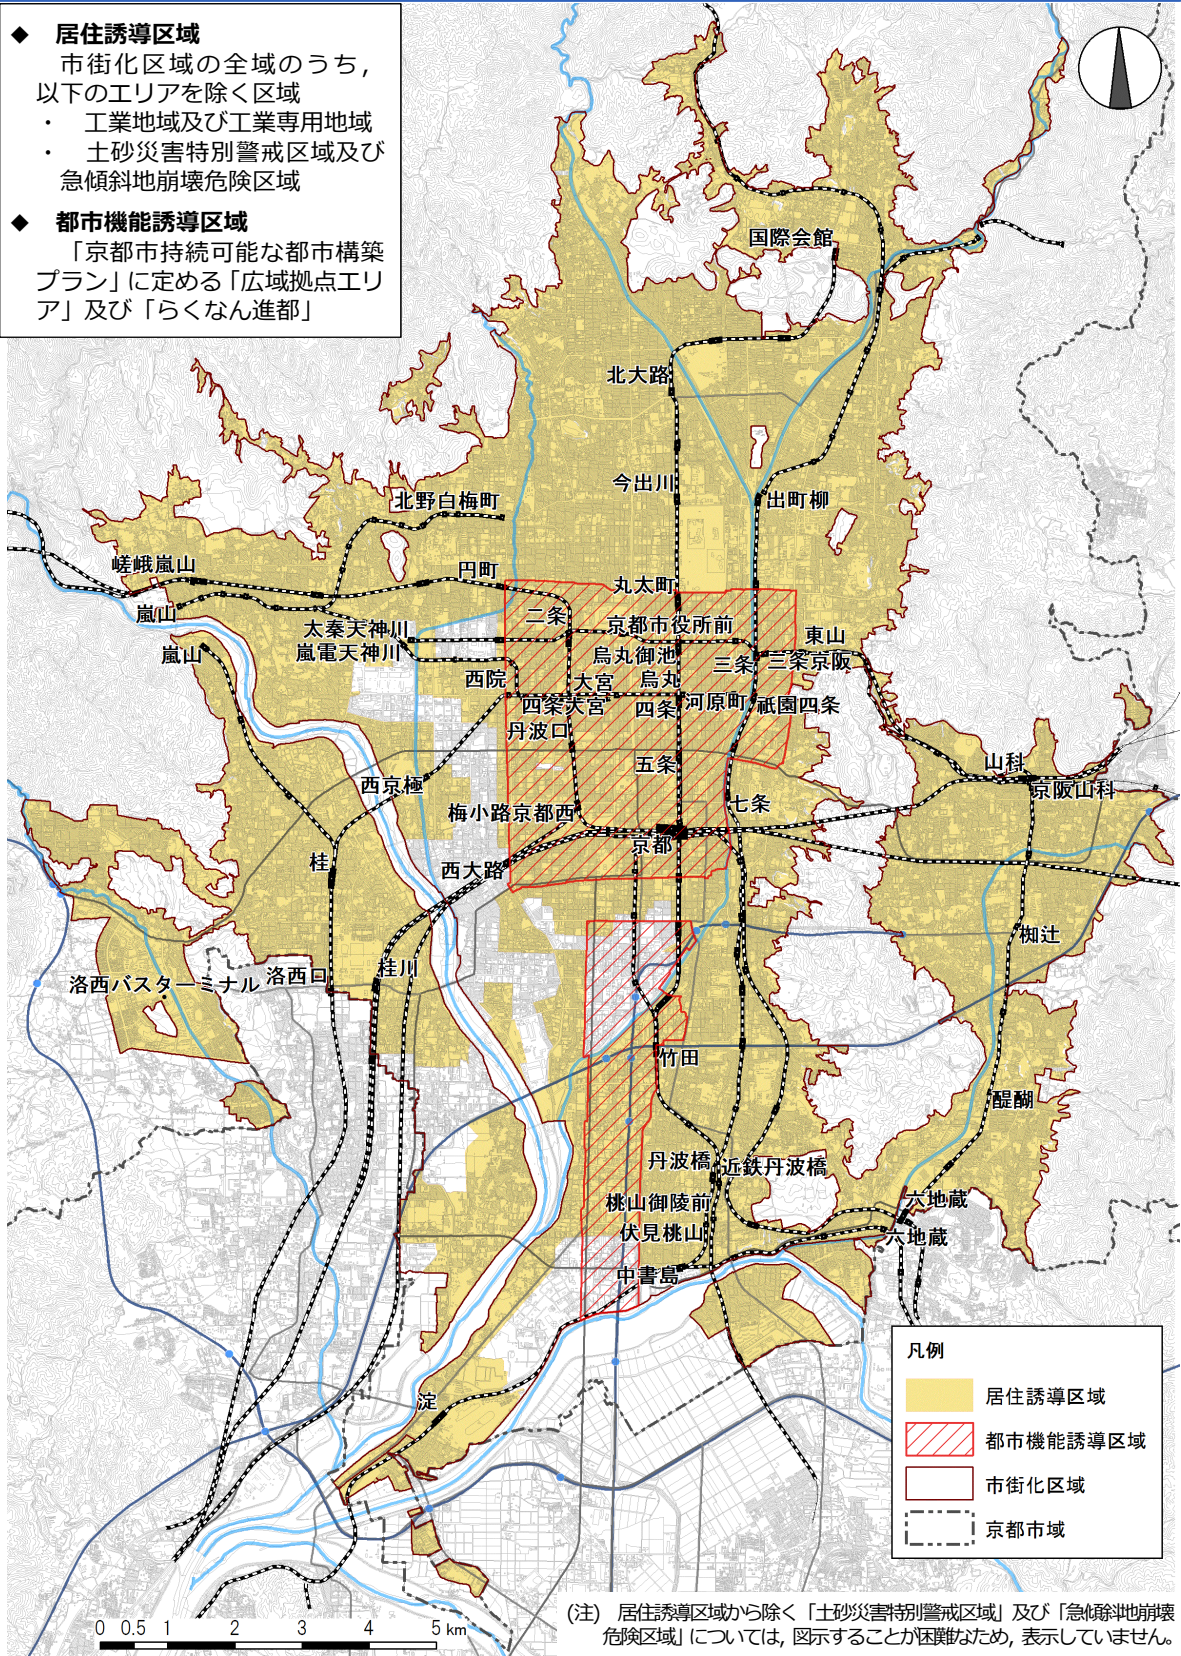 ◆ 居住誘導区域
市街化区域の全域のうち，
以下のエリアを除く区域
・ 工業地域及び工業専用地域
・ 土砂災害特別警戒区域及び
急傾斜地崩壊危険区域
◆ 都市機能誘導区域
「京都市持続可能な都市構築
プラン」に定める「広域拠点エリ
ア」及び「らくなん進都」
国際会館
北大路
今出川
出町柳
北野白梅町
嵯峨嵐山
円町
丸太町
嵐山
二条
京都市役所前
太秦天神川
東山
嵐山
嵐電天神川
烏丸御池
三条
三条京阪
西院
大宮
烏丸
四条大宮
四条
河原町
祇園四条
丹波口
五条
山科
西京極
京阪山科
梅小路京都西
七条
京都
桂
西大路
椥辻
洛西バスターミナル
洛西口
桂川
竹田
醍醐
丹波橋
近鉄丹波橋
桃山御陵前
六地蔵
伏見桃山
六地蔵
中書島
淀
凡例
居住誘導区域
都市機能誘導区域
市街化区域
京都市域
0 0.5 1 2 3 4 5 km
(注) 居住誘導区域から除く「土砂災害特別警戒区域」及び「急傾斜地崩壊
危険区域」については，図示することが困難なため，表示していません。